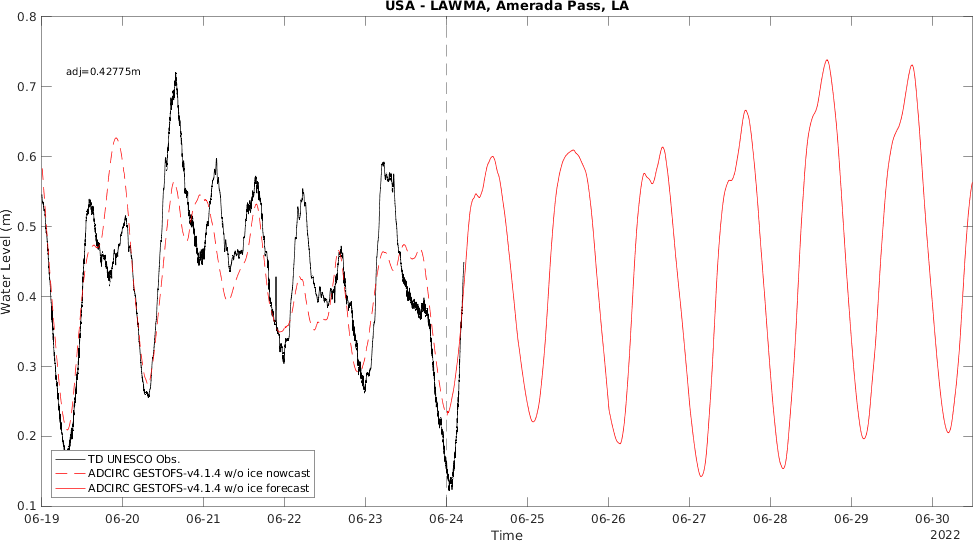 USA - LAWMA, Amerada Pass, LA
0.8
adj=0.42775m
0.7
0.6
0.5
0.4
0.3
0.2
0.1
Water Level (m)
TD UNESCO Obs.
ADCIRC GESTOFS-v4.1.4 w/o ice nowcast
ADCIRC GESTOFS-v4.1.4 w/o ice forecast
06-19 06-20 06-21 06-22 06-23 06-24 06-25 06-26 06-27 06-28 06-29 06-30
Time
2022